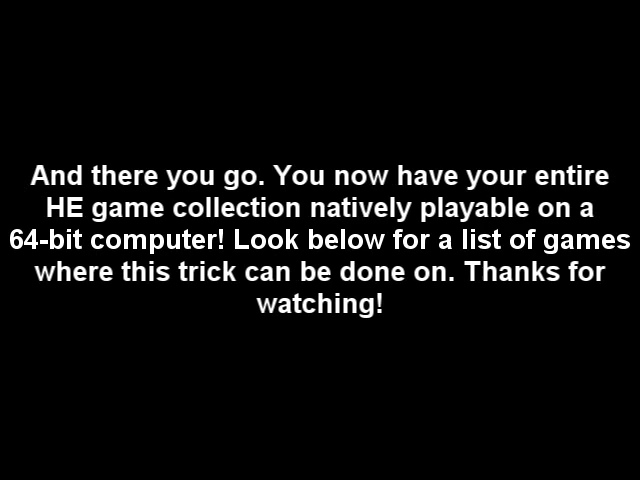 And there you go. You now have your entire
HE game collection natively playable on a
64-bit computer! Look below for a list of games
where this trick can be done on. Thanks for
watching!